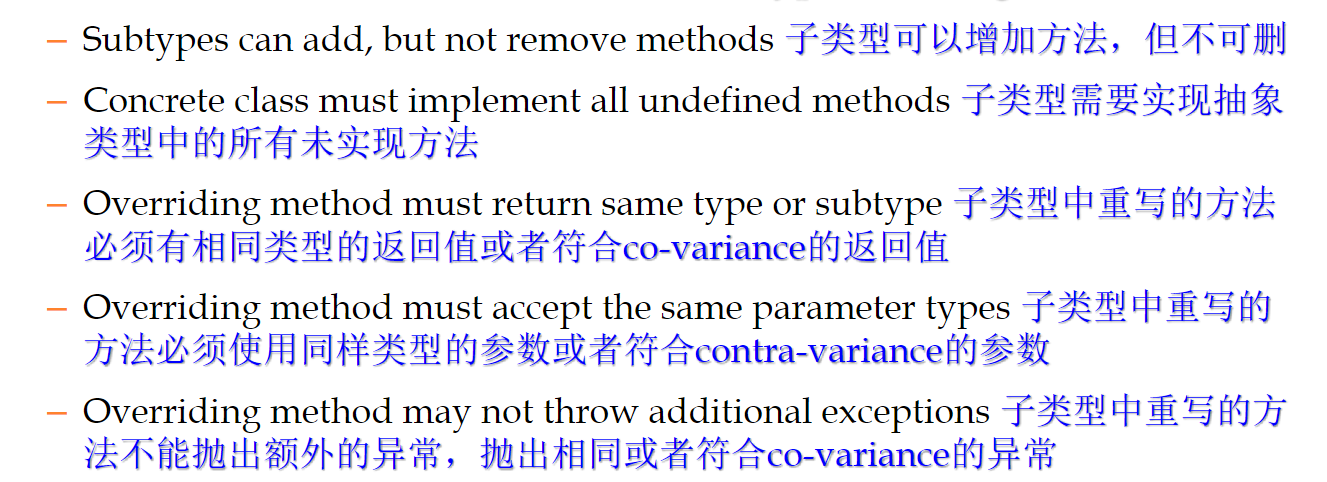 – Subtypes can add, but not remove methods 子类型可以增加方法，但不可删
– Concrete class must implement all undefined methods 子类型需要实现抽象
类型中的所有未实现方法
– Overriding method must return same type or subtype 子类型中重写的方法
必须有相同类型的返回值或者符合co-variance的返回值
– Overriding method must accept the same parameter types 子类型中重写的
方法必须使用同样类型的参数或者符合contra-variance的参数
– Overriding method may not throw additional exceptions 子类型中重写的方
法不能抛出额外的异常，抛出相同或者符合co-variance的异常